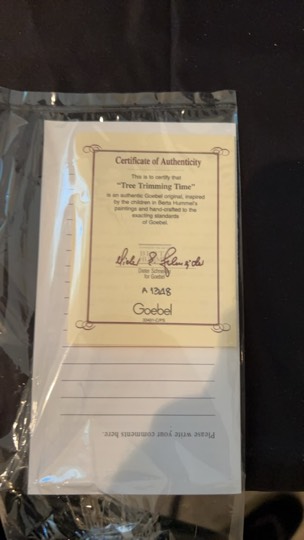 Certificate of Authenticity
This is to certify that
"Tree Trimming Time"
is an authentic Goebel original, inspired
by the children in Berta Hummel's
paintings and hand-crafted to the
exacting standards
of Goebel.
Dieter Schneider
for Goebel
A 1348
Goebel
Please write your comments here.